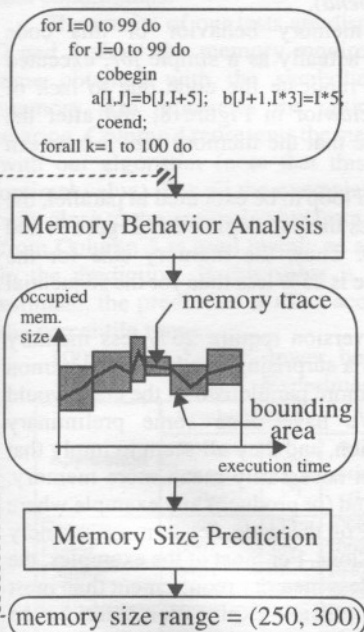 for I=0 to 99 do
for J=0 to 99 do
cobegin
a[I,J]=b[J,I+5]; b[J+1,I*3]=I*5;
coend;
forall k=1 to 100 do
Memory Behavior Analysis
occupied
mem.
size
memory trace
bounding
area
execution time
Memory Size Prediction
memory size range = (250, 300)